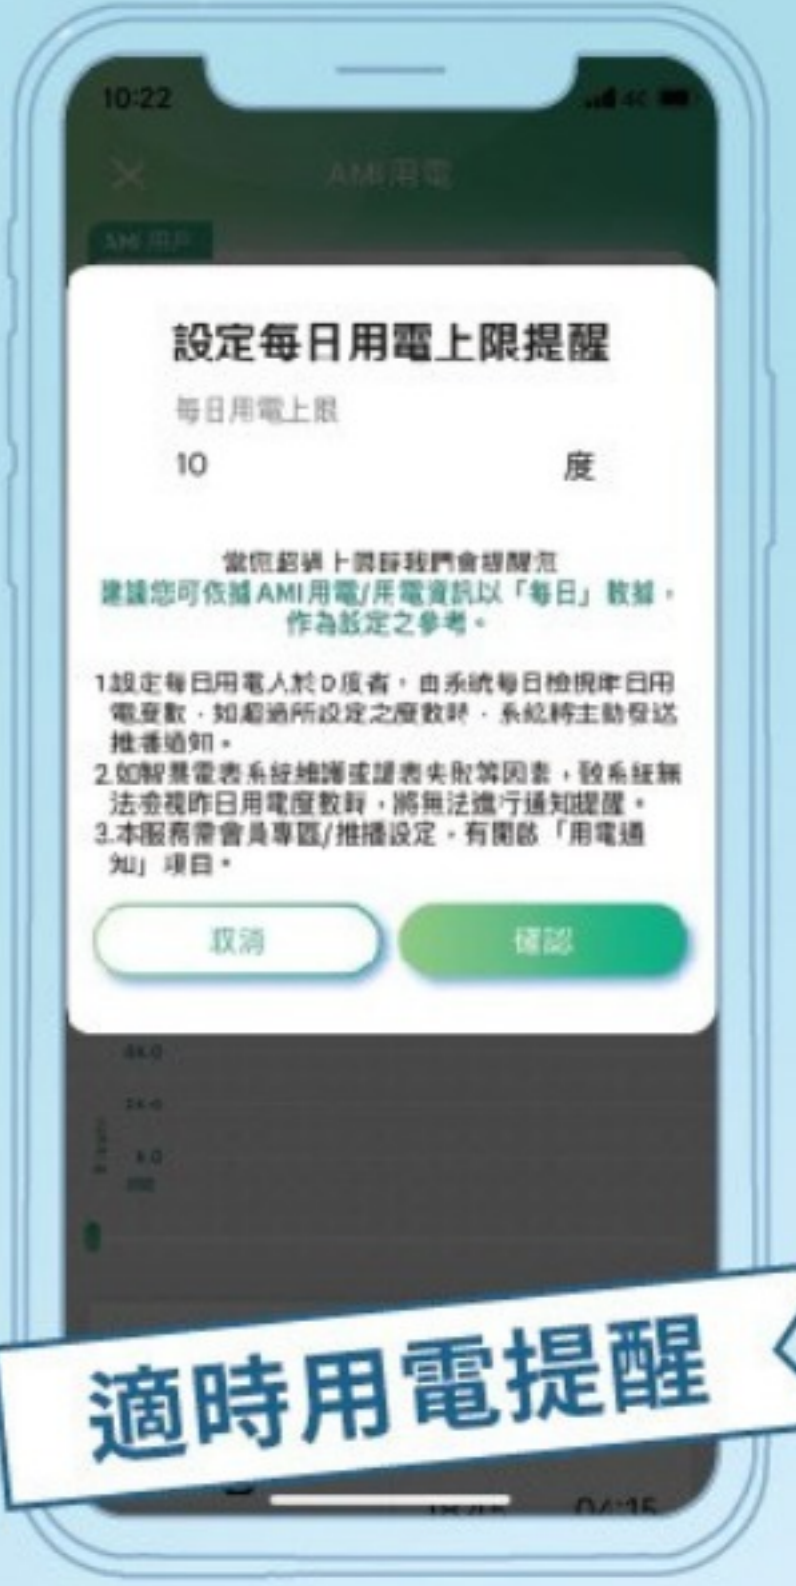 10:22
4G
AMI用電
AMI 用戶
設定每日用電上限提醒
每日用電上限
10 度
當您超過上限時我們會提醒您
建議您可依據AMI用電/用電資訊以「每日」數據，
作為設定之參考。
1.設定每日用電大於0度者，由系統每日檢視昨日用
電度數，如超過所設定之度數時，系統將主動發送
推播通知。
2.如智慧電表系統維護或讀表失敗等因素，致系統無
法檢視昨日用電度數時，將無法進行通知提醒。
3.本服務需會員專區/推播設定，有開啟「用電通
知」項目。
取消 確認
適時用電提醒
04:15